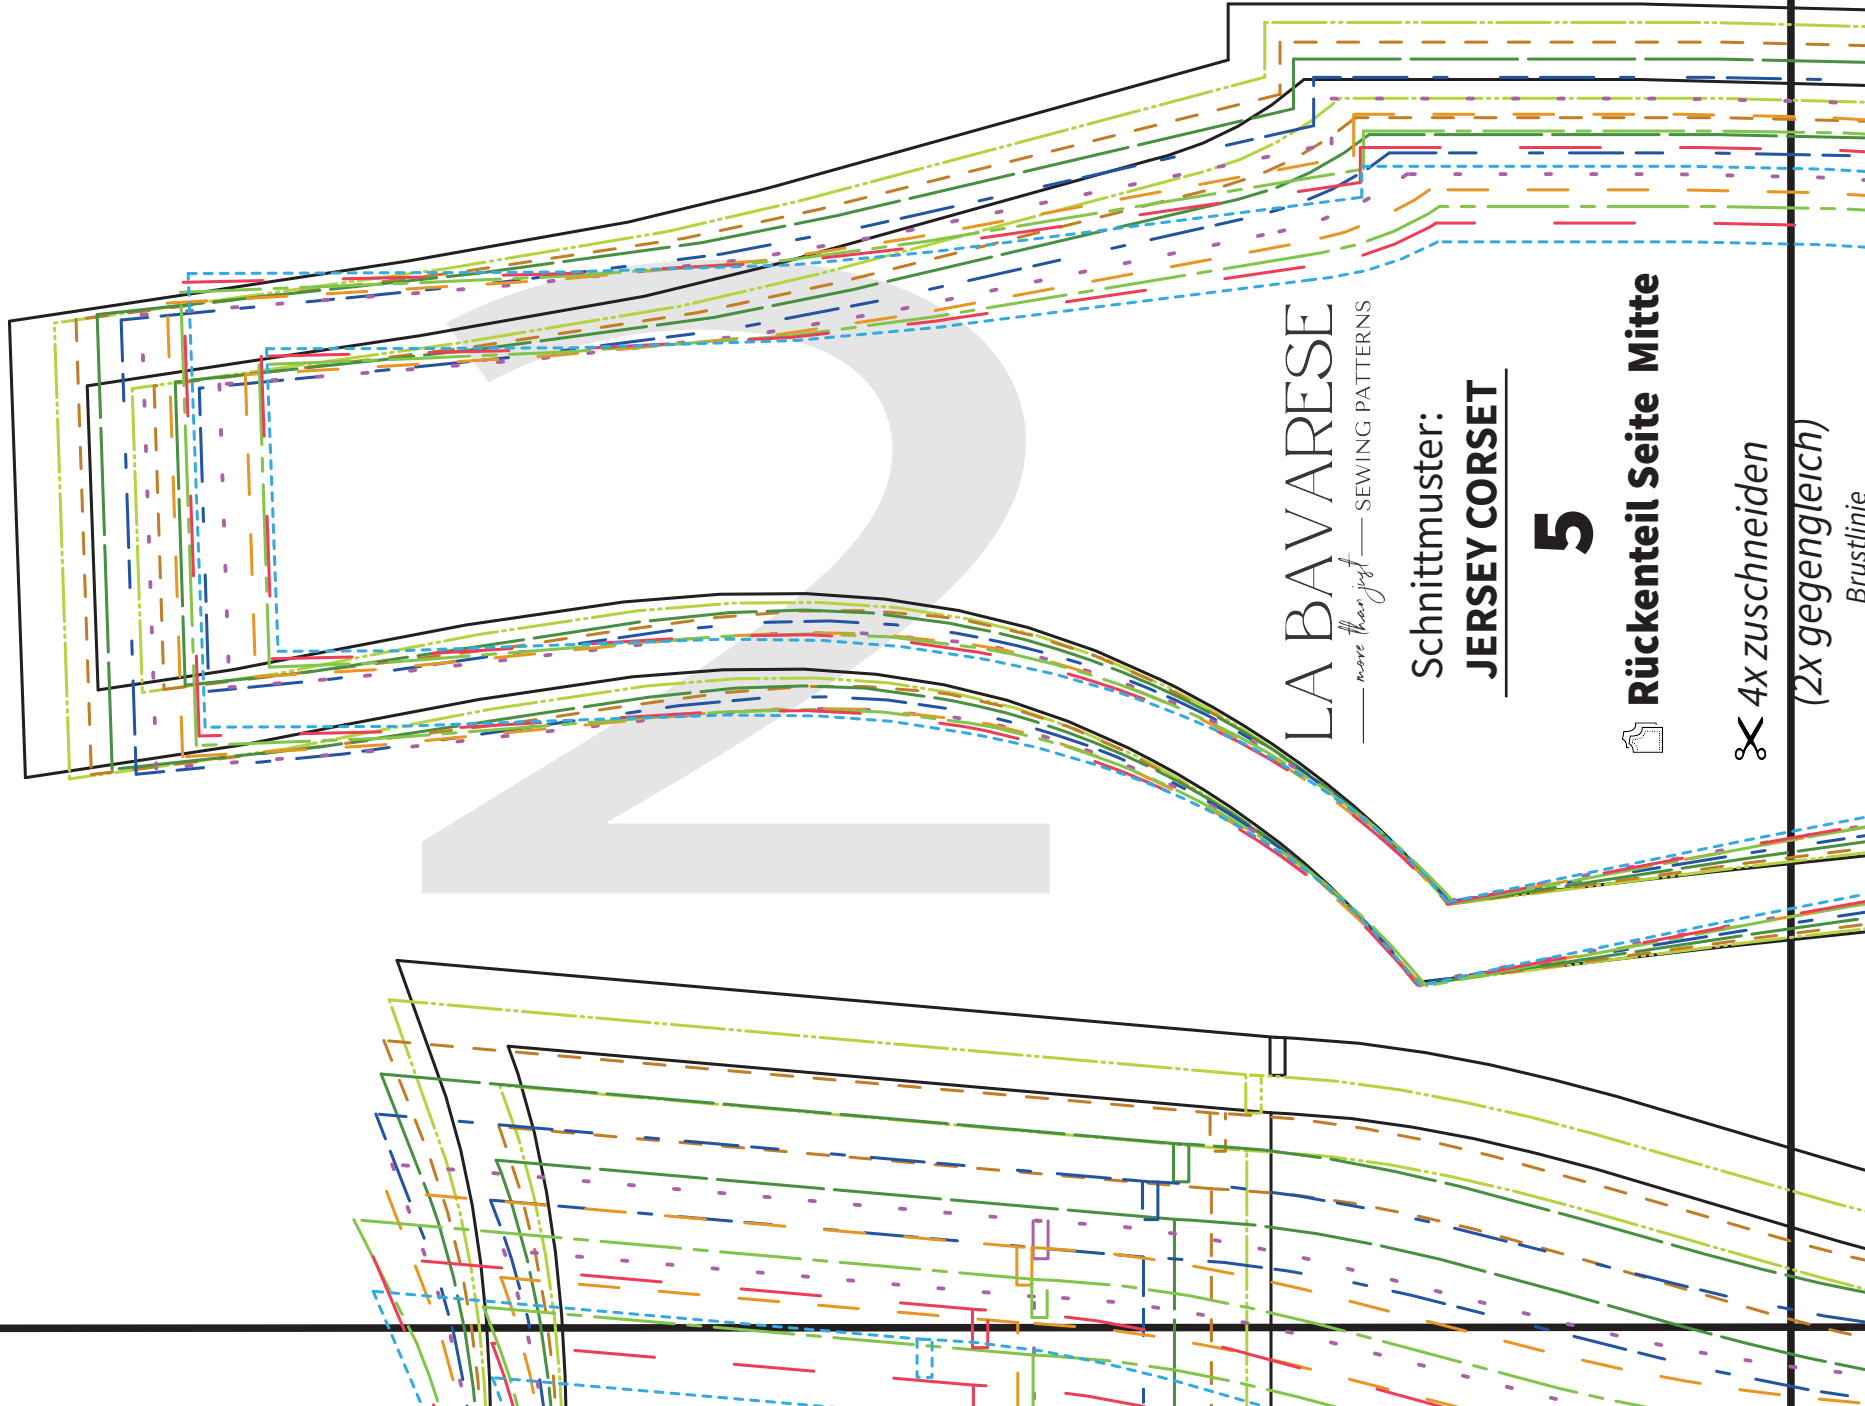 2
LA BAVARESE
more than just SEWING PATTERNS
Schnittmuster:
JERSEY CORSET
5
Rückenteil Seite Mitte
4x zuschneiden
(2x gegengleich)
Brustlinie